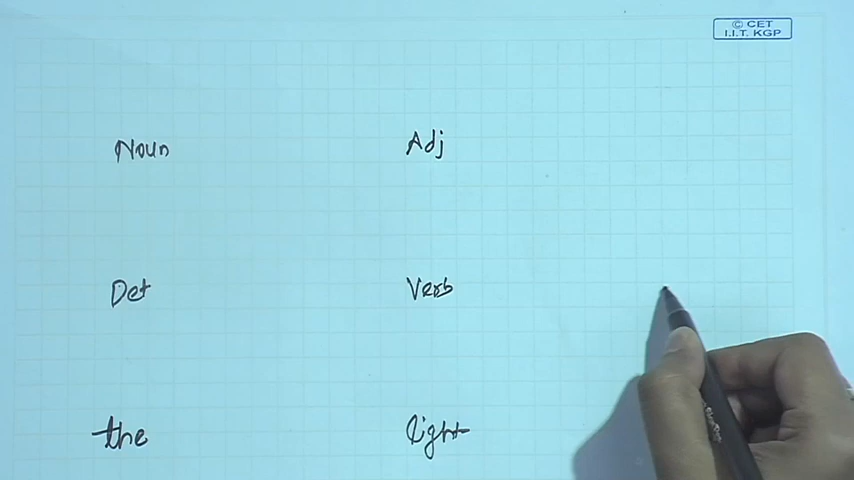 © CET
I.I.T. KGP
Noun Adj
Det Verb
the light